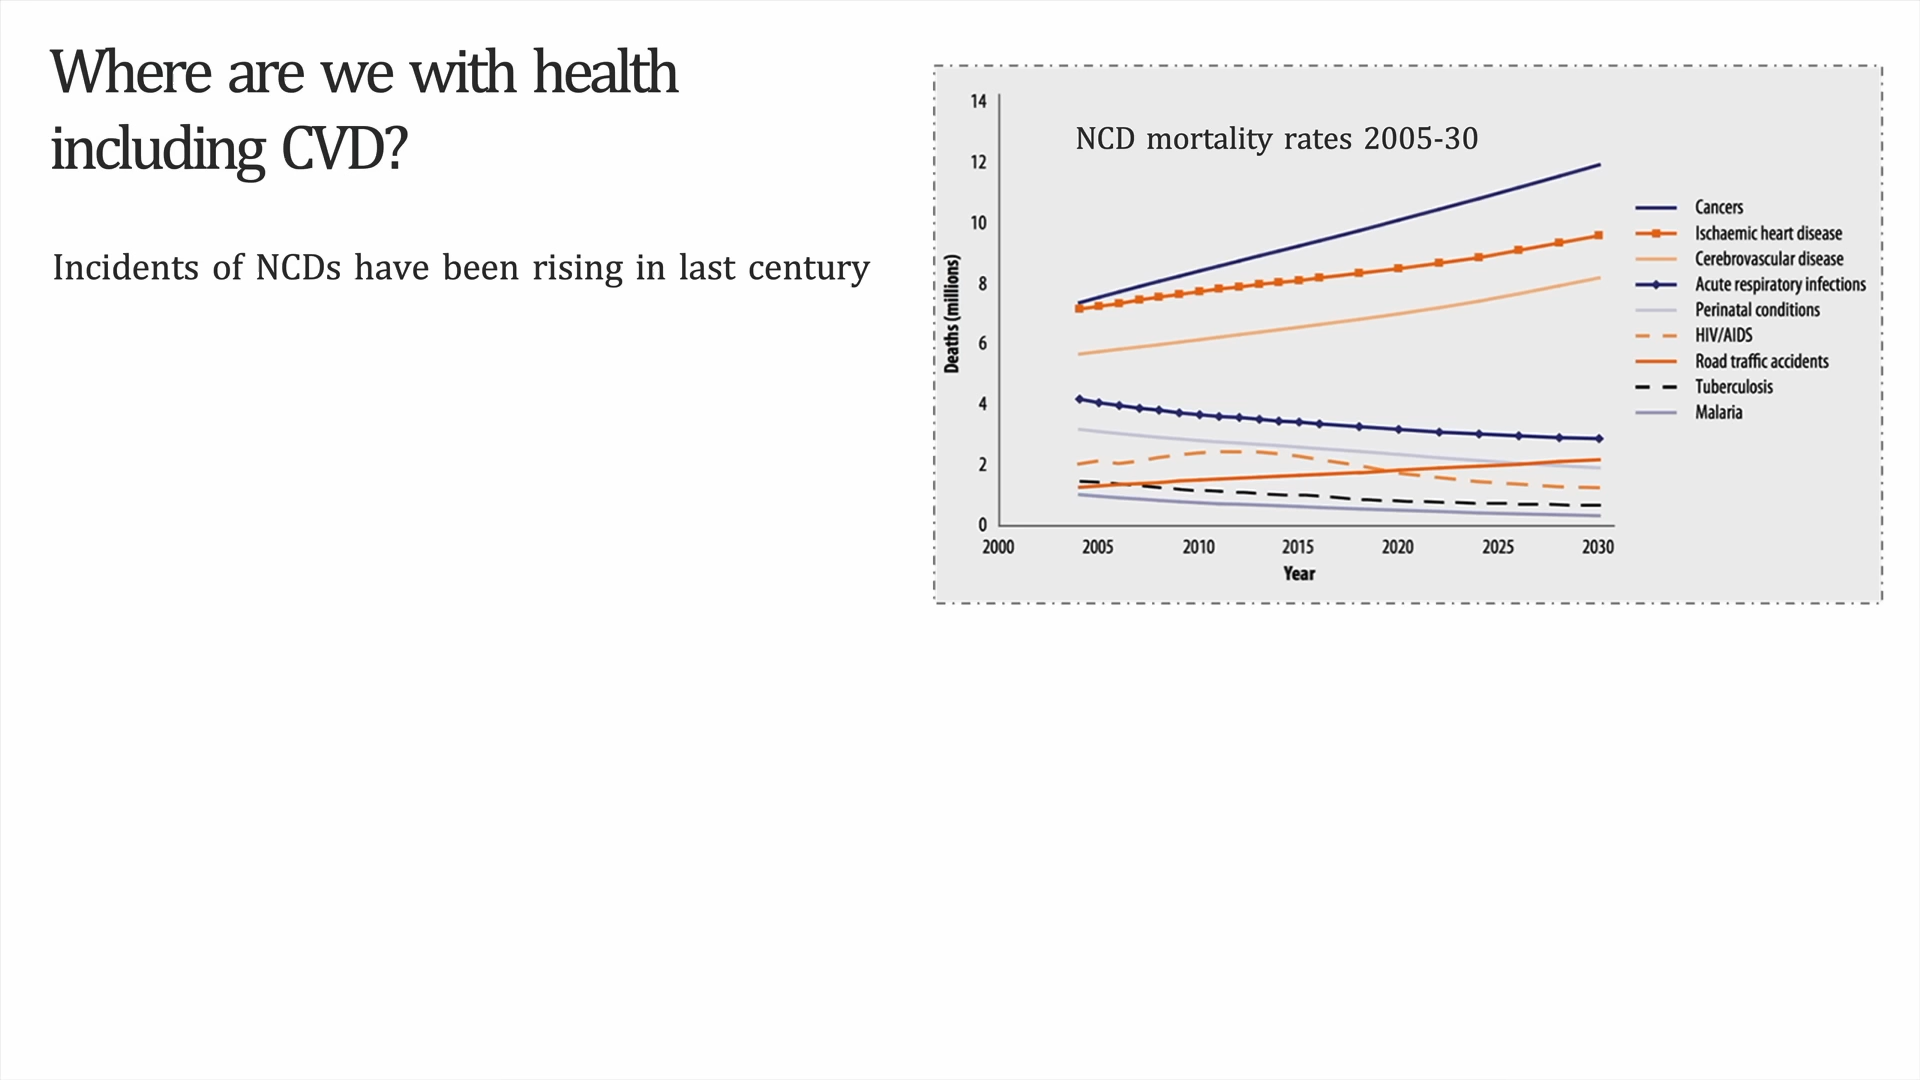 Where are we with health
including CVD?
Incidents of NCDs have been rising in last century
NCD mortality rates 2005-30
Deaths (millions)
14
12
10
8
6
4
2
0
2000 2005 2010 2015 2020 2025 2030
Year
Cancers
Ischaemic heart disease
Cerebrovascular disease
Acute respiratory infections
Perinatal conditions
HIV/AIDS
Road traffic accidents
Tuberculosis
Malaria